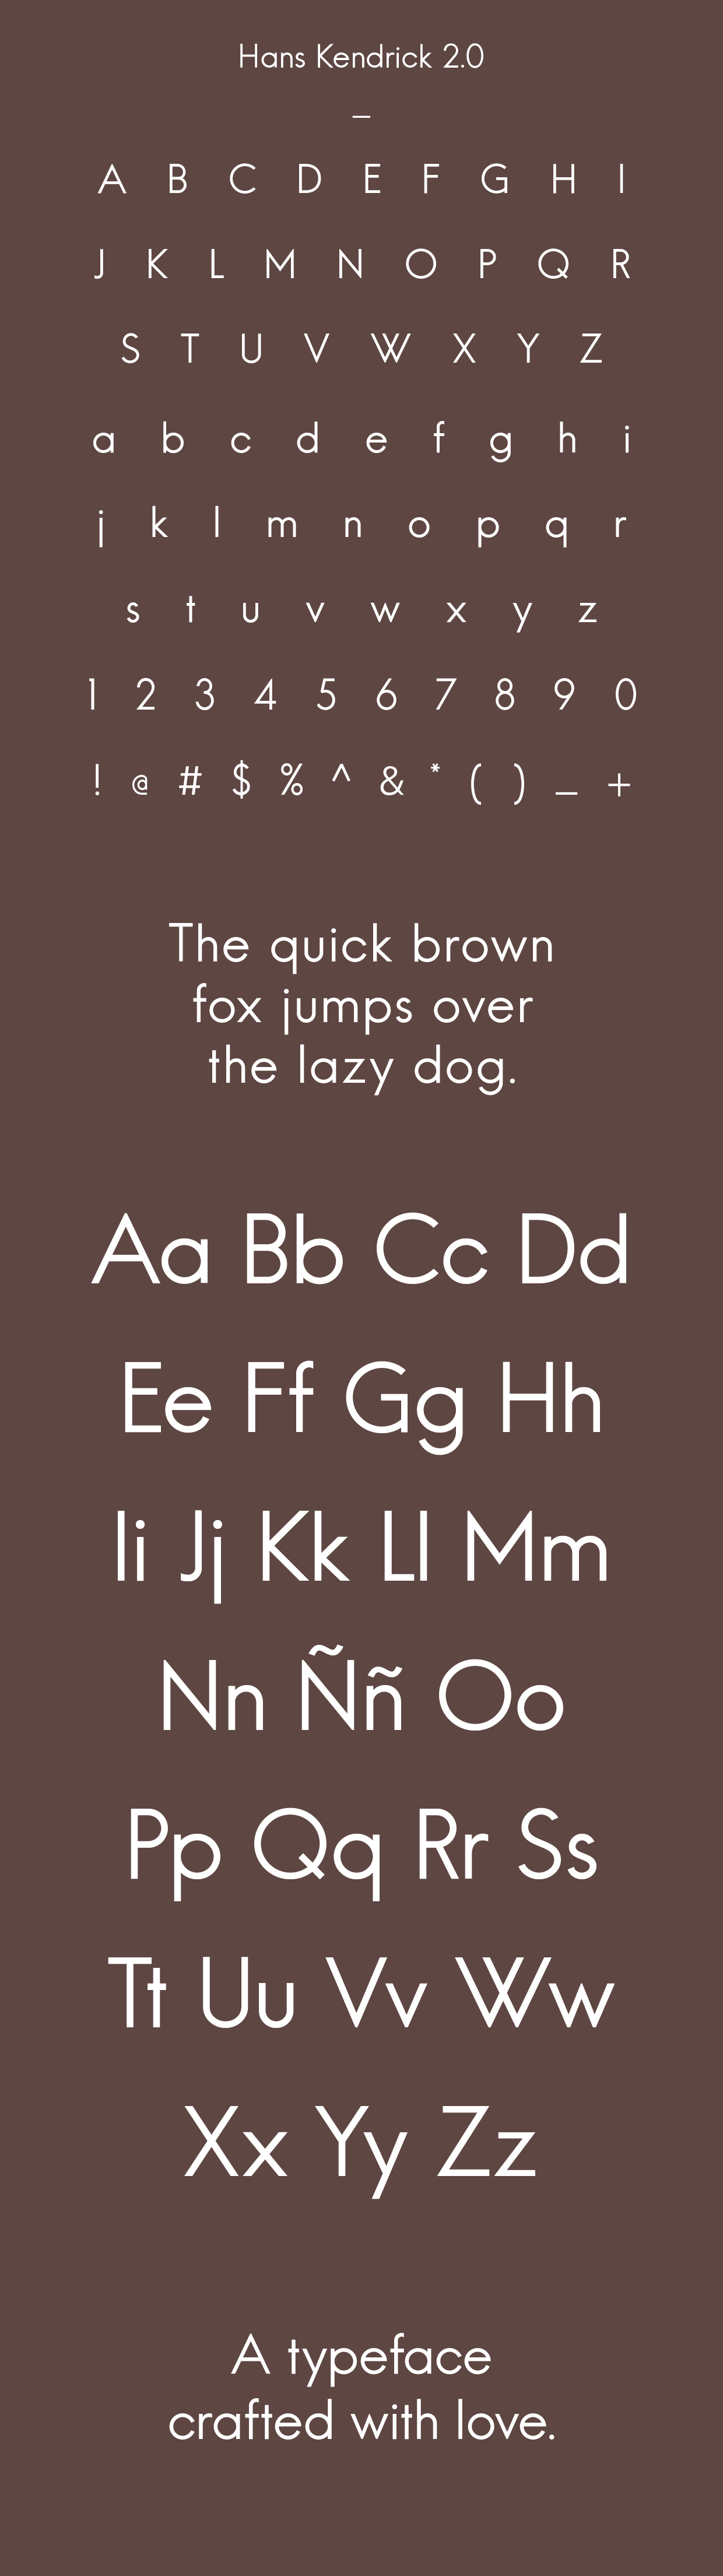 Hans Kendrick 2.0
–
A B C D E F G H I
J K L M N O P Q R
S T U V W X Y Z
a b c d e f g h i
j k l m n o p q r
s t u v w x y z
1 2 3 4 5 6 7 8 9 0
! @ # $ % ^ & * ( ) _ +
The quick brown
fox jumps over
the lazy dog.
Aa Bb Cc Dd
Ee Ff Gg Hh
Ii Jj Kk Ll Mm
Nn Ññ Oo
Pp Qq Rr Ss
Tt Uu Vv Ww
Xx Yy Zz
A typeface
crafted with love.